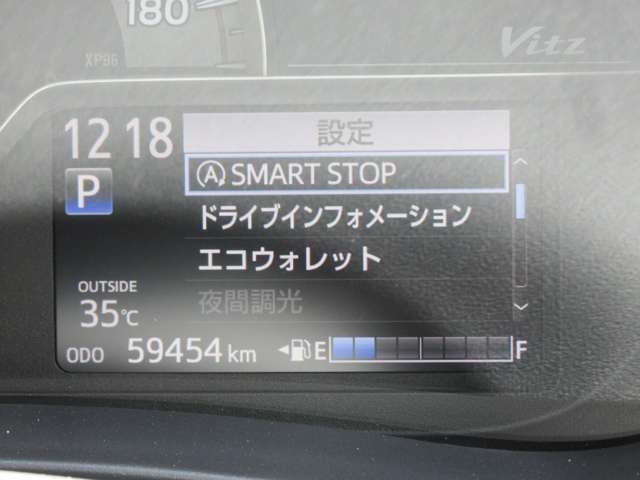 180
XP96
Vitz
12 18
設定
P
A SMART STOP
ドライブインフォメーション
エコウォレット
夜間調光
OUTSIDE
35℃
ODO 59454 km
E F